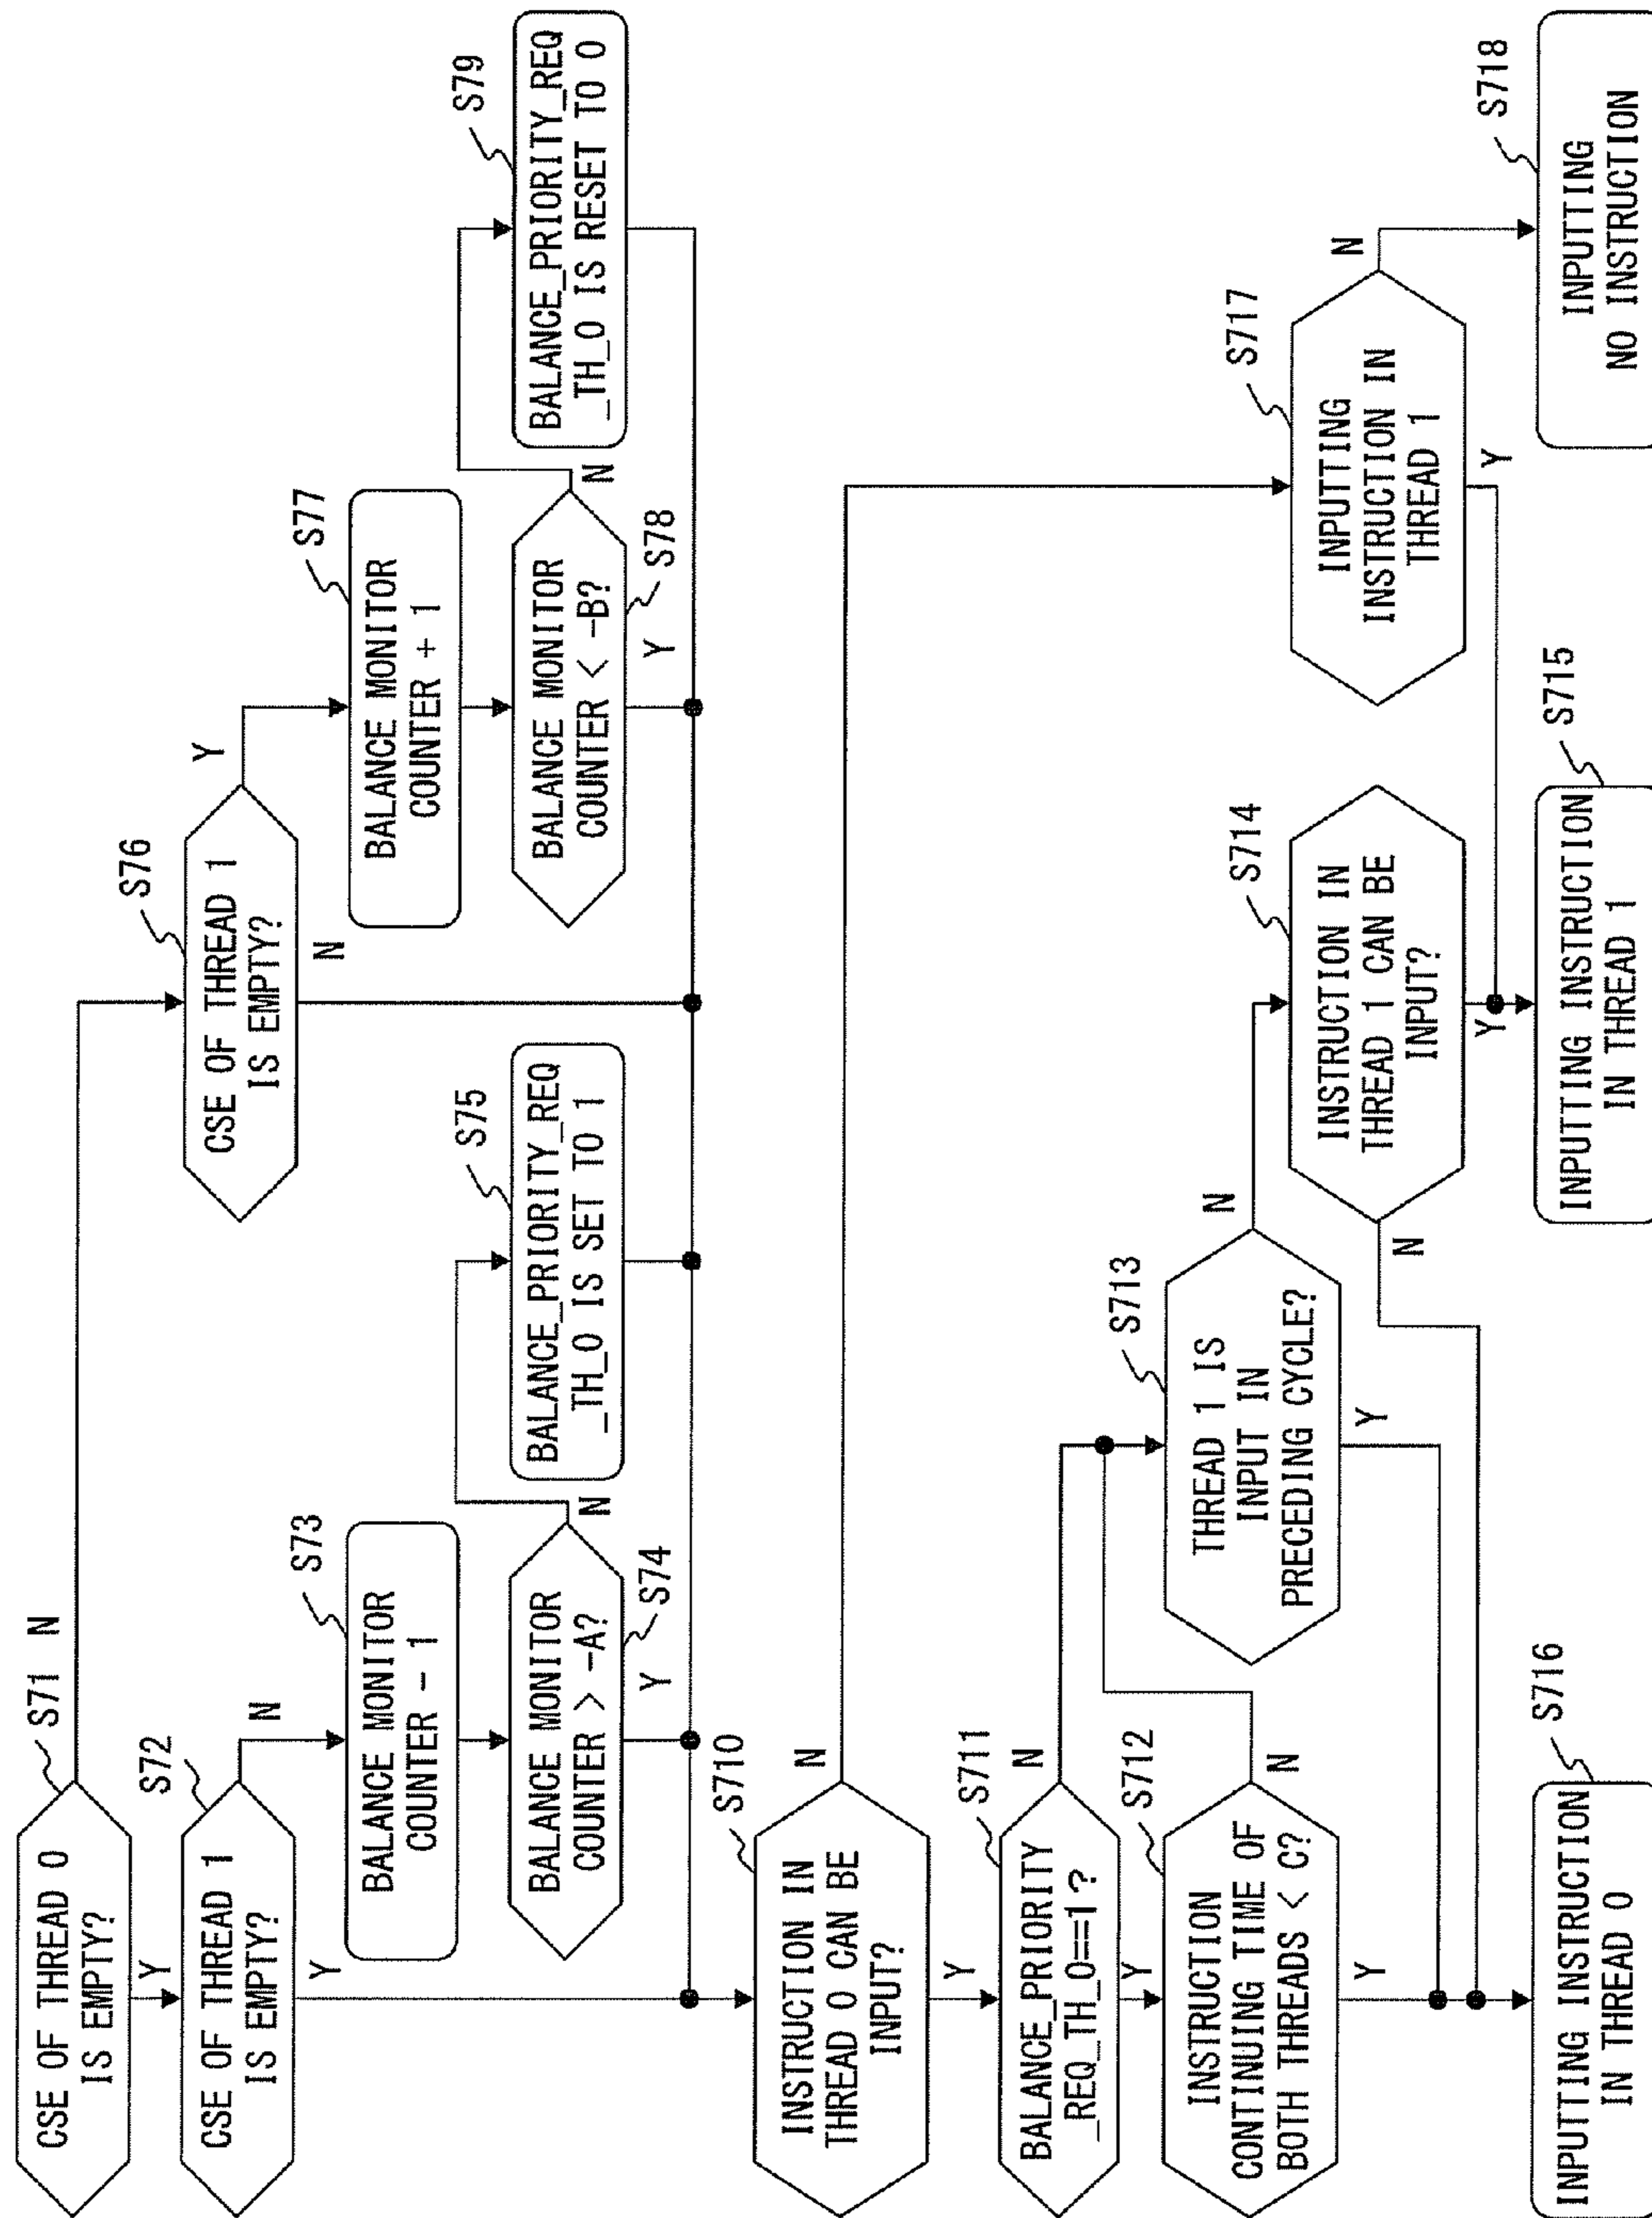 CSE OF THREAD 0
IS EMPTY?
S71
N
Y
CSE OF THREAD 1
IS EMPTY?
S72
N
Y
BALANCE MONITOR
COUNTER - 1
S73
BALANCE MONITOR
COUNTER > -A?
S74
N
Y
BALANCE_PRIORITY_REQ
_TH_0 IS SET TO 1
S75
CSE OF THREAD 1
IS EMPTY?
S76
Y
N
BALANCE MONITOR
COUNTER + 1
S77
BALANCE MONITOR
COUNTER < -B?
S78
N
Y
BALANCE_PRIORITY_REQ
_TH_0 IS RESET TO 0
S79
INSTRUCTION IN
THREAD 0 CAN BE
INPUT?
S710
N
Y
BALANCE_PRIORITY
_REQ_TH_0==1?
S711
N
Y
INSTRUCTION
CONTINUING TIME OF
BOTH THREADS < C?
S712
N
Y
THREAD 1 IS
INPUT IN
PRECEDING CYCLE?
S713
N
Y
INSTRUCTION IN
THREAD 1 CAN BE
INPUT?
S714
N
Y
INPUTTING INSTRUCTION
IN THREAD 1
S715
INPUTTING INSTRUCTION
IN THREAD 0
S716
INPUTTING
INSTRUCTION IN
THREAD 1
S717
N
Y
INPUTTING
NO INSTRUCTION
S718